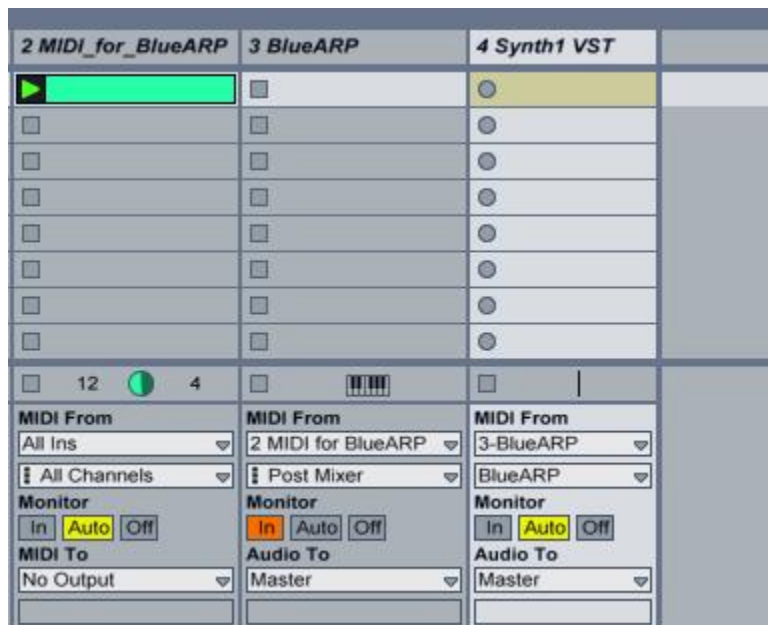 2 MIDI_for_BlueARP 3 BlueARP 4 Synth1 VST
12 4
MIDI From MIDI From MIDI From
All Ins 2 MIDI for BlueARP 3-BlueARP
All Channels Post Mixer BlueARP
Monitor Monitor Monitor
In Auto Off In Auto Off In Auto Off
MIDI To Audio To Audio To
No Output Master Master